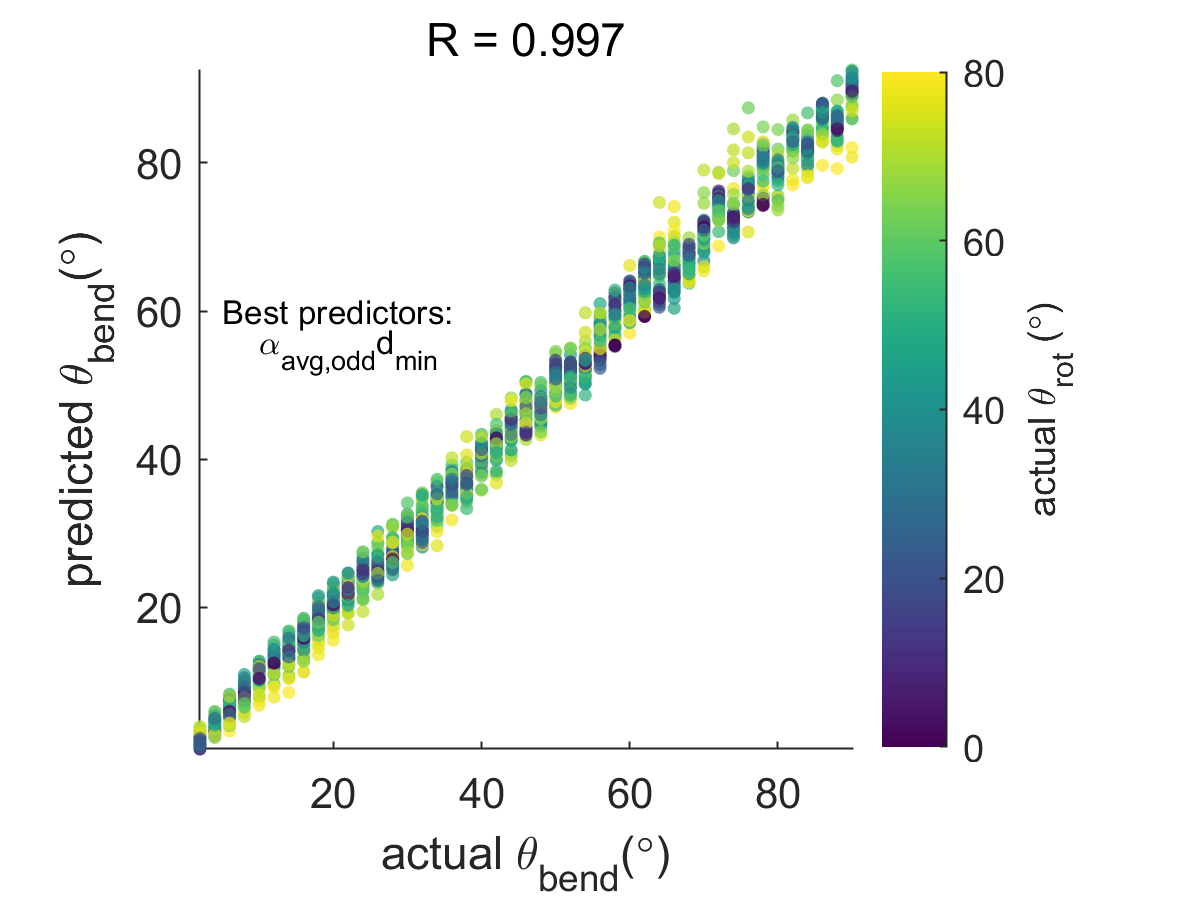 R = 0.997
80
60
40
20
20 40 60 80
predicted θbend(°)
actual θbend(°)
Best predictors:
αavg,odddmin
80
60
40
20
0
actual θrot (°)